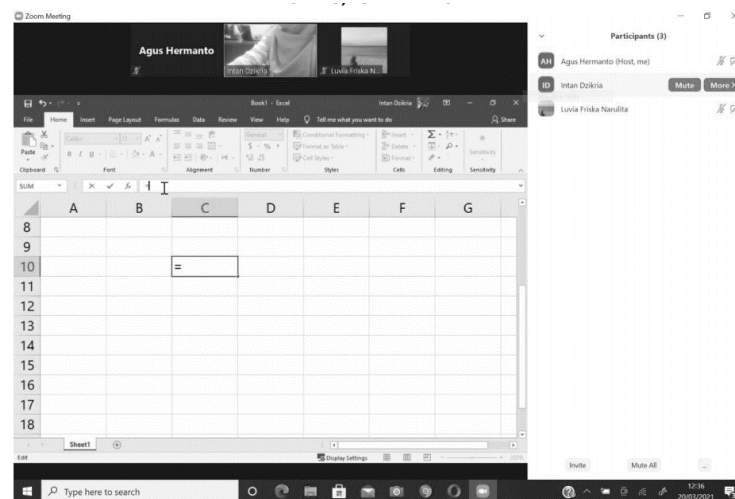 Zoom Meeting
Agus Hermanto
Intan Dzikria
Luvia Friska N...
Participants (3)
AH Agus Hermanto (Host, me)
ID Intan Dzikria Mute More
Luvia Friska Narulita
Book1 - Excel
Intan Dzikria
File Home Insert Page Layout Formulas Data Review View Help Tell me what you want to do Share
Paste
Calibri
B I U
General
Conditional Formatting
Format as Table
Cell Styles
Insert
Delete
Format
Sensitivity
Clipboard Font Alignment Number Styles Cells Editing Sensitivity
SUM =
A B C D E F G
8
9
10 =
11
12
13
14
15
16
17
18
Sheet1
Edit Display Settings
Invite Mute All ...
Type here to search
12:36
20/03/2021